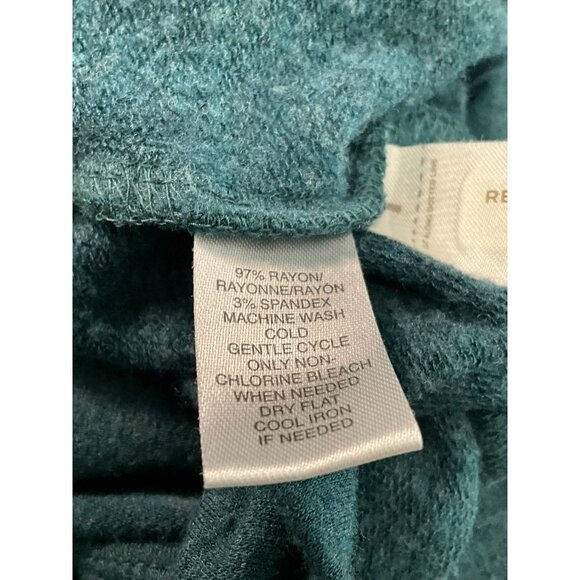 97% RAYON/
RAYONNE/RAYON
3% SPANDEX
MACHINE WASH
COLD
GENTLE CYCLE
ONLY NON-
CHLORINE BLEACH
WHEN NEEDED
DRY FLAT
COOL IRON
IF NEEDED